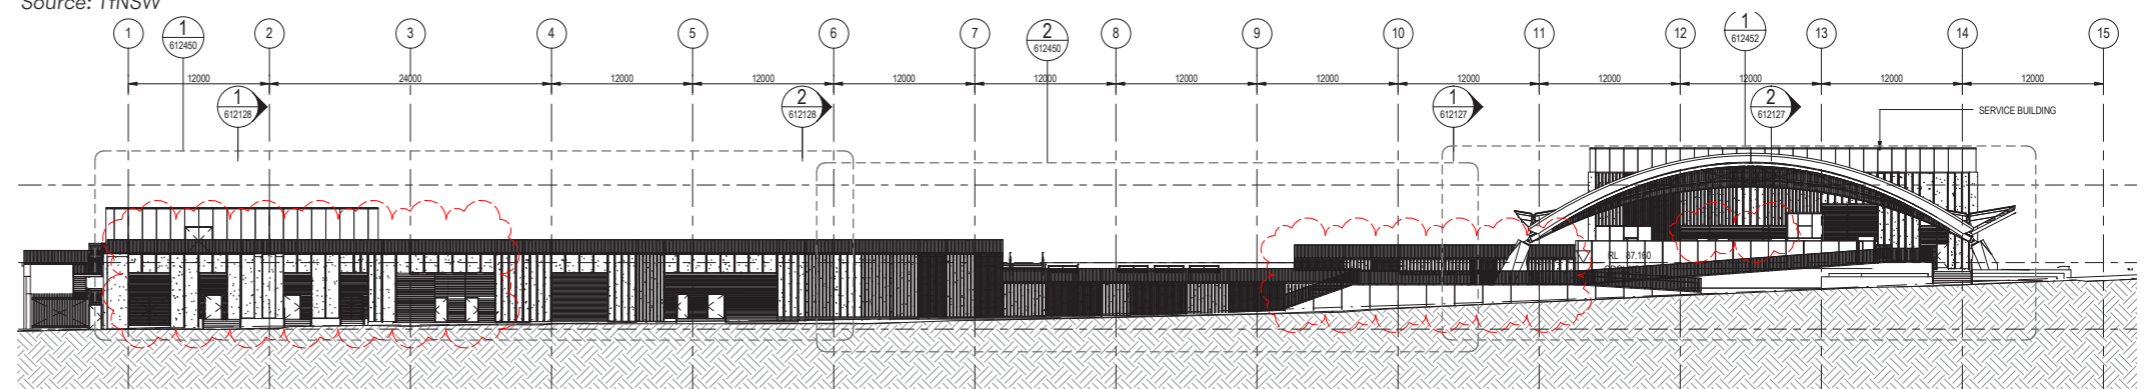 Source: TfNSW
1 1 2 3 4 5 6 7 2 8 9 10 11 12 1 13 14 15
612450 612450 612452
12000 24000 12000 12000 12000 12000 12000 12000 12000 12000 12000 12000 12000
1 2 1 2
612128 612128 612127 612127
SERVICE BUILDING
RL 87.160